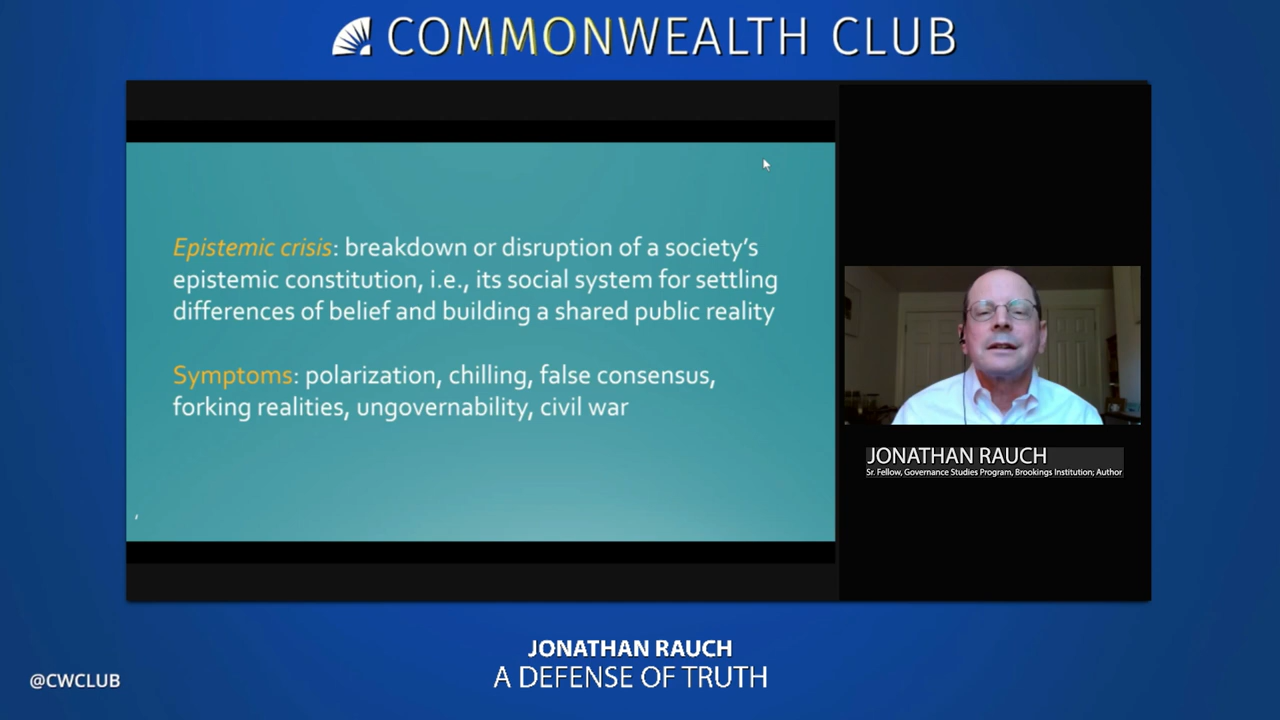 COMMONWEALTH CLUB
Epistemic crisis: breakdown or disruption of a society's
epistemic constitution, i.e., its social system for settling
differences of belief and building a shared public reality
Symptoms: polarization, chilling, false consensus,
forking realities, ungovernability, civil war
JONATHAN RAUCH
Sr. Fellow, Governance Studies Program, Brookings Institution; Author
JONATHAN RAUCH
A DEFENSE OF TRUTH
@CWCLUB